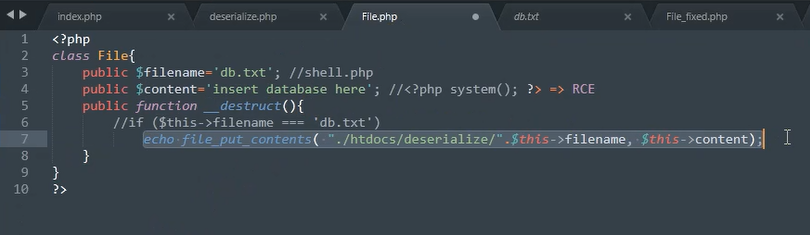 index.php deserialize.php File.php db.txt File_fixed.php
1 <?php
2 class File{
3 public $filename='db.txt'; //shell.php
4 public $content='insert database here'; //<?php system(); ?> => RCE
5 public function __destruct(){
6 //if ($this->filename === 'db.txt')
7 echo file_put_contents( "./htdocs/deserialize/".$this->filename, $this->content);
8 }
9 }
10 ?>